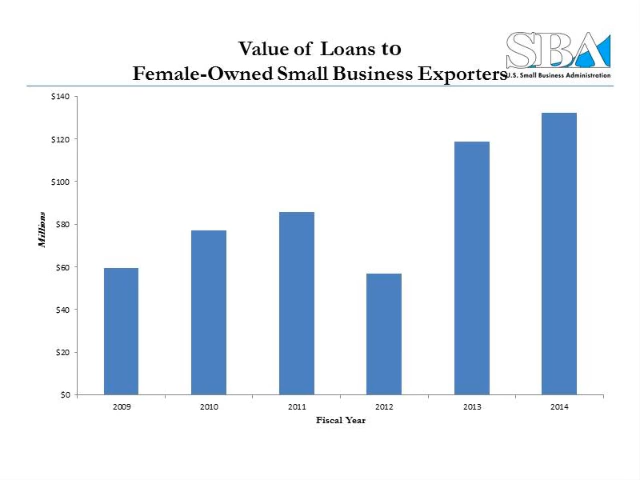 Value of Loans to
Female-Owned Small Business Exporters
SBA
U.S. Small Business Administration
$140
$120
$100
$80
$60
$40
$20
$0
Millions
2009 2010 2011 2012 2013 2014
Fiscal Year